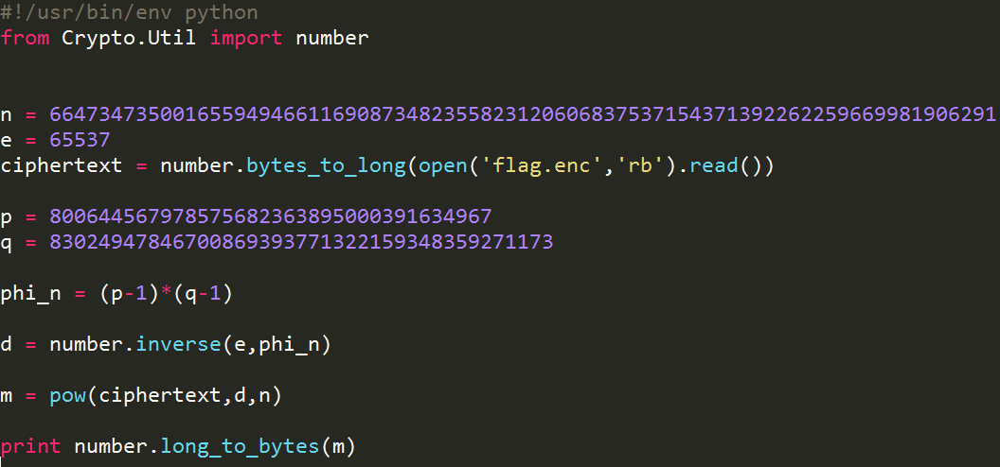 #!/usr/bin/env python
from Crypto.Util import number
n = 66473473500165594946611690873482355823120606837537154371392262259669981906291
e = 65537
ciphertext = number.bytes_to_long(open('flag.enc','rb').read())
p = 800644567978575682363895000391634967
q = 83024947846700869393771322159348359271173
phi_n = (p-1)*(q-1)
d = number.inverse(e,phi_n)
m = pow(ciphertext,d,n)
print number.long_to_bytes(m)